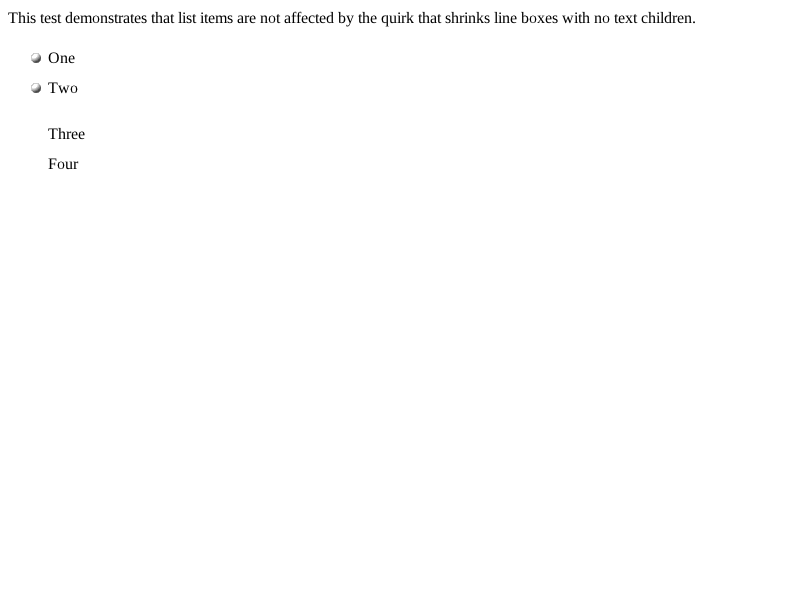 This test demonstrates that list items are not affected by the quirk that shrinks line boxes with no text children.
One
Two
Three
Four